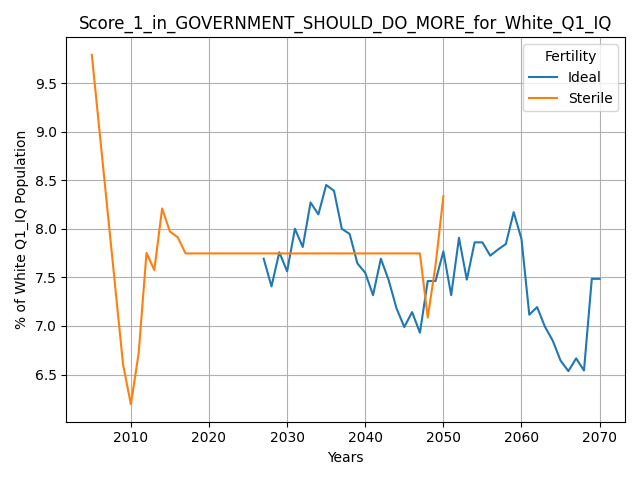 Score_1_in_GOVERNMENT_SHOULD_DO_MORE_for_White_Q1_IQ
Fertility
Ideal
Sterile
% of White Q1_IQ Population
9.5
9.0
8.5
8.0
7.5
7.0
6.5
2010 2020 2030 2040 2050 2060 2070
Years